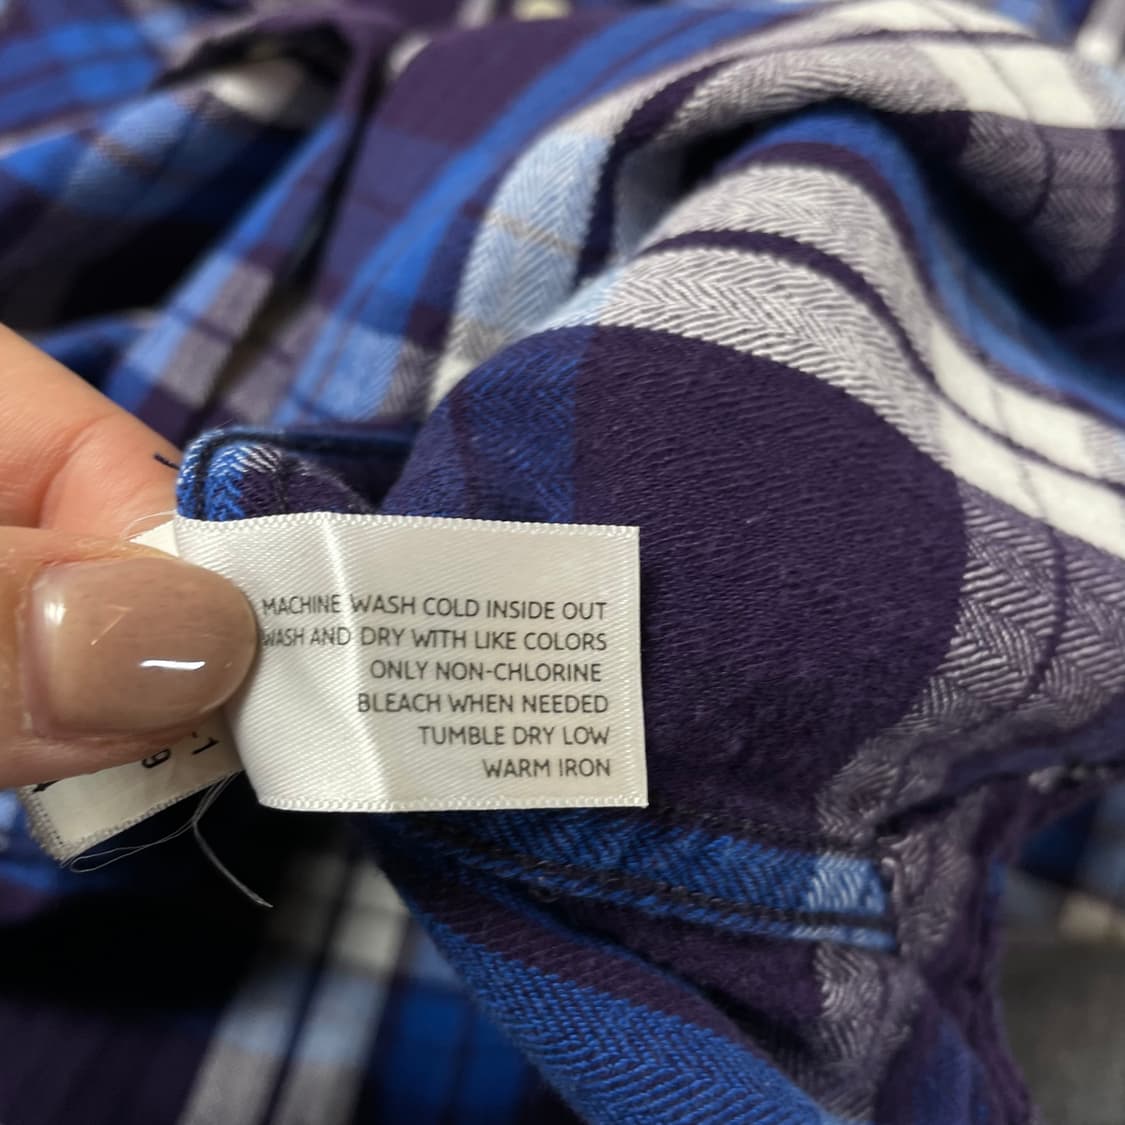 MACHINE WASH COLD INSIDE OUT
WASH AND DRY WITH LIKE COLORS
ONLY NON-CHLORINE
BLEACH WHEN NEEDED
TUMBLE DRY LOW
WARM IRON